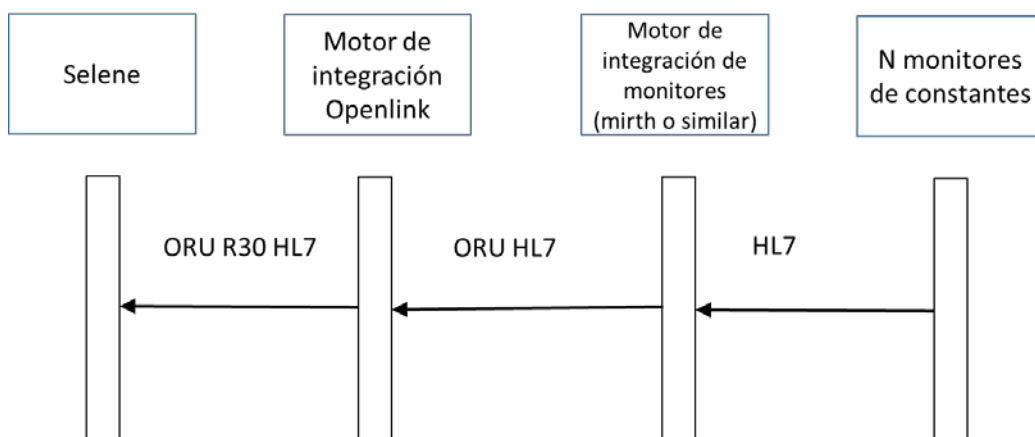 Selene
Motor de
integración
Openlink
Motor de
integración de
monitores
(mirth o similar)
N monitores
de constantes
ORU R30 HL7
ORU HL7
HL7